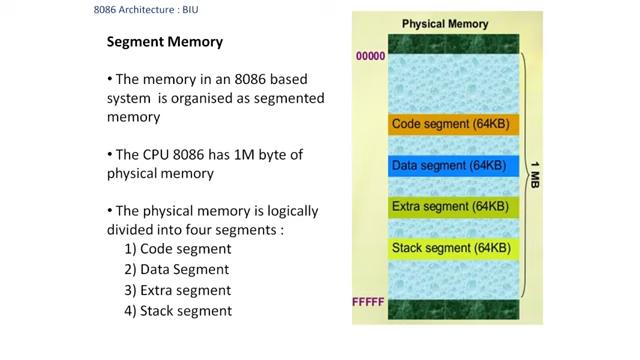 8086 Architecture : BIU
Segment Memory
• The memory in an 8086 based
system is organised as segmented
memory
• The CPU 8086 has 1M byte of
physical memory
• The physical memory is logically
divided into four segments :
1) Code segment
2) Data Segment
3) Extra segment
4) Stack segment
Physical Memory
00000
Code segment (64KB)
Data segment (64KB)
Extra segment (64KB)
Stack segment (64KB)
1 MB
FFFFF